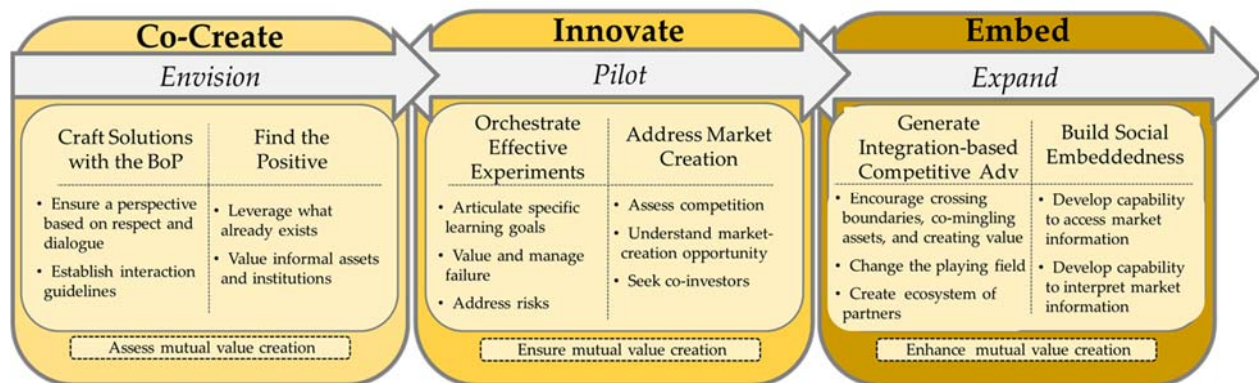 Co-Create
Envision
Craft Solutions
with the BoP
• Ensure a perspective
based on respect and
dialogue
• Establish interaction
guidelines
Find the
Positive
• Leverage what
already exists
• Value informal assets
and institutions
Assess mutual value creation
Innovate
Pilot
Orchestrate
Effective
Experiments
• Articulate specific
learning goals
• Value and manage
failure
• Address risks
Address Market
Creation
• Assess competition
• Understand market-
creation opportunity
• Seek co-investors
Ensure mutual value creation
Embed
Expand
Generate
Integration-based
Competitive Adv
• Encourage crossing
boundaries, co-mingling
assets, and creating value
• Change the playing field
• Create ecosystem of
partners
Build Social
Embeddedness
• Develop capability
to access market
information
• Develop capability
to interpret market
information
Enhance mutual value creation